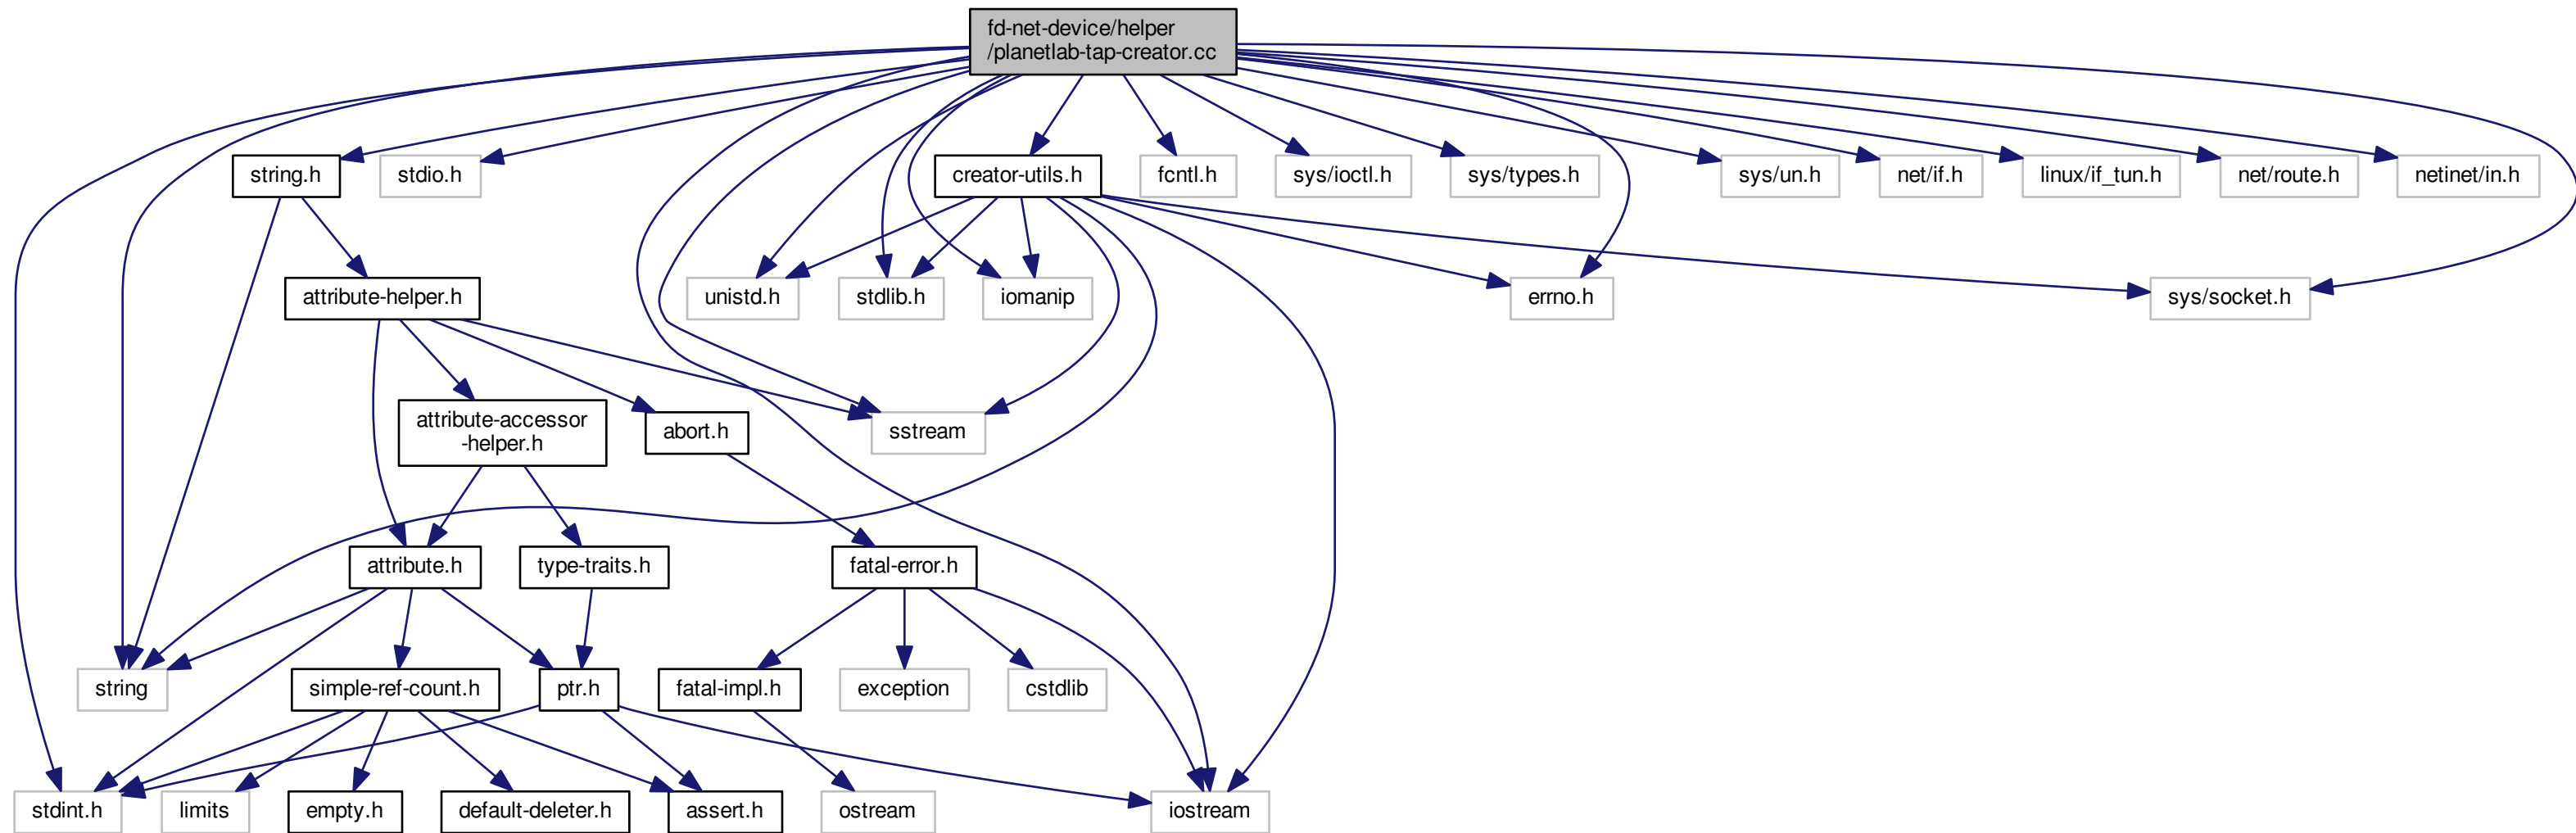 fd-net-device/helper
/planetlab-tap-creator.cc
string.h
stdio.h
creator-utils.h
fcntl.h
sys/ioctl.h
sys/types.h
sys/un.h
net/if.h
linux/if_tun.h
net/route.h
netinet/in.h
attribute-helper.h
unistd.h
stdlib.h
iomanip
errno.h
sys/socket.h
attribute-accessor
-helper.h
abort.h
sstream
attribute.h
type-traits.h
fatal-error.h
string
simple-ref-count.h
ptr.h
fatal-impl.h
exception
cstdlib
stdint.h
limits
empty.h
default-deleter.h
assert.h
ostream
iostream